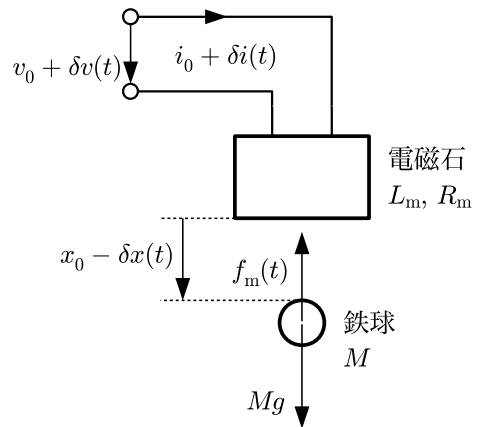 i₀ + δi(t)
v₀ + δv(t)
電磁石
Lₘ, Rₘ
x₀ − δx(t)
fₘ(t)
鉄球
M
Mg